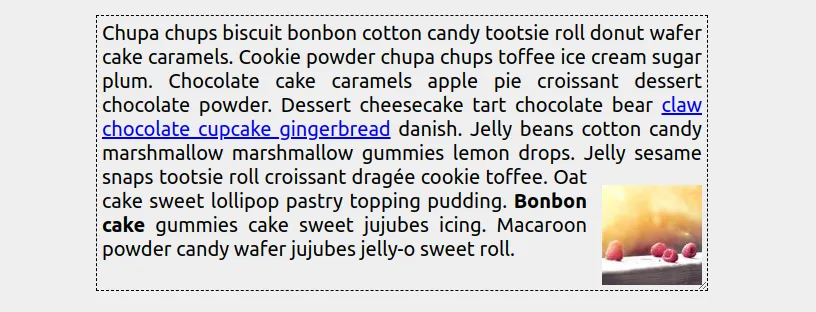 Chupa chups biscuit bonbon cotton candy tootsie roll donut wafer
cake caramels. Cookie powder chupa chups toffee ice cream sugar
plum. Chocolate cake caramels apple pie croissant dessert
chocolate powder. Dessert cheesecake tart chocolate bear claw
chocolate cupcake gingerbread danish. Jelly beans cotton candy
marshmallow marshmallow gummies lemon drops. Jelly sesame
snaps tootsie roll croissant dragée cookie toffee. Oat
cake sweet lollipop pastry topping pudding. Bonbon
cake gummies cake sweet jujubes icing. Macaroon
powder candy wafer jujubes jelly-o sweet roll.